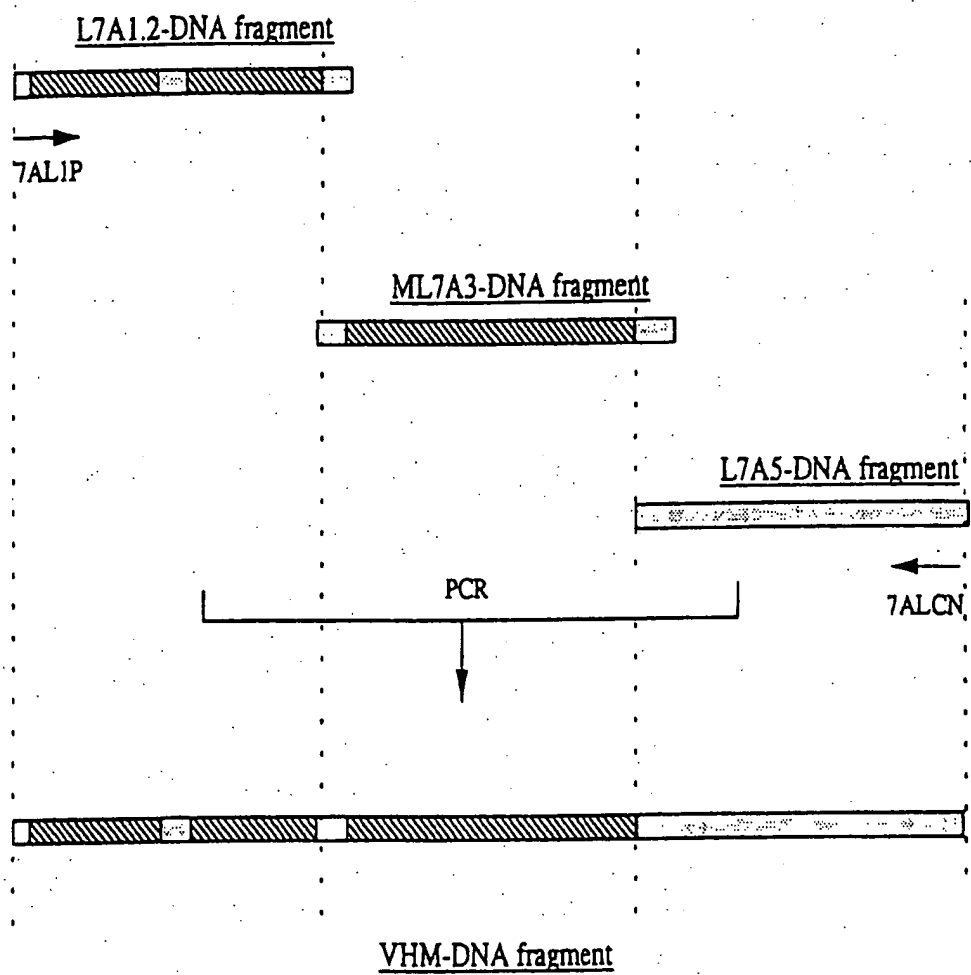 L7A1.2-DNA fragment
7AL1P
ML7A3-DNA fragment
L7A5-DNA fragment
PCR
7ALCN
VHM-DNA fragment